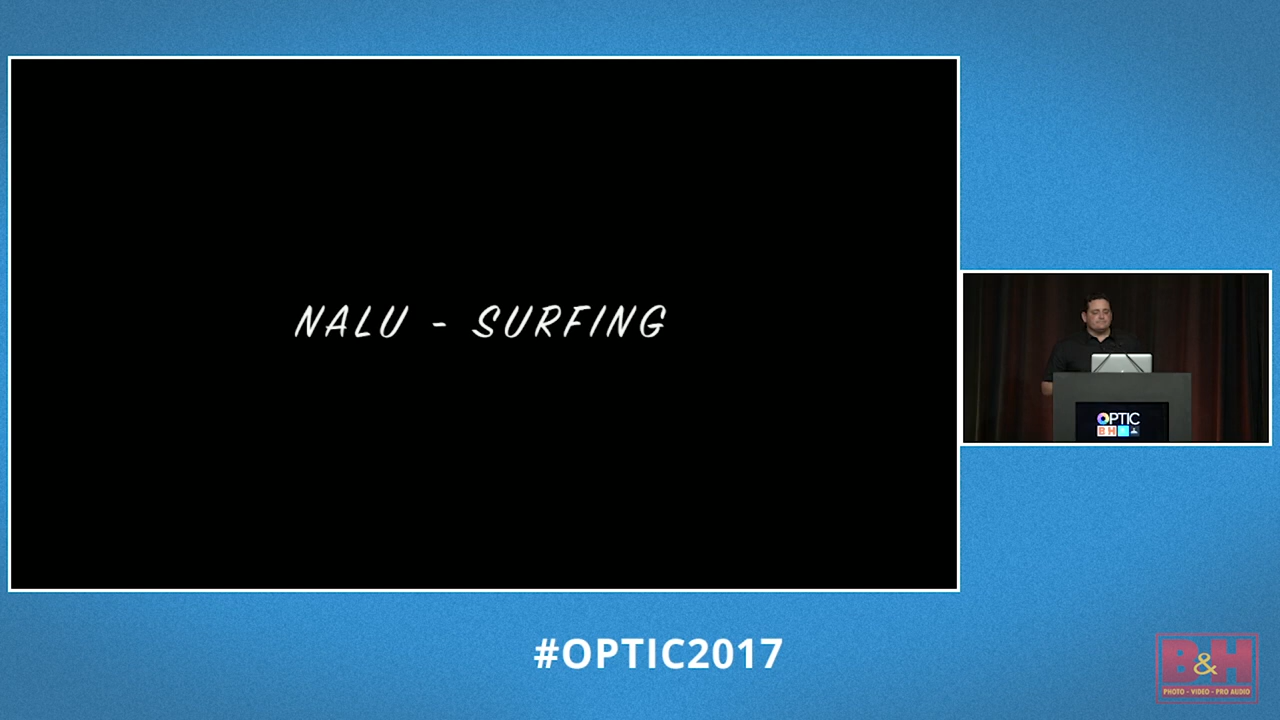 NALU - SURFING
OPTIC
B H
#OPTIC2017
B&H
PHOTO - VIDEO - PRO AUDIO